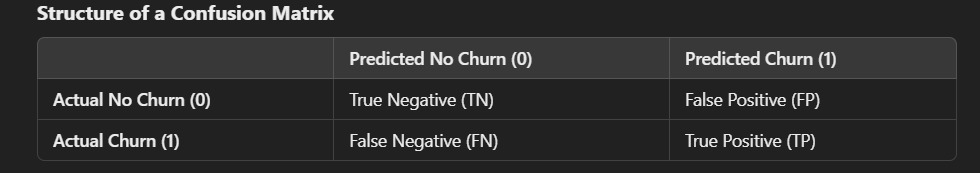 Structure of a Confusion Matrix
Predicted No Churn (0) Predicted Churn (1)
Actual No Churn (0) True Negative (TN) False Positive (FP)
Actual Churn (1) False Negative (FN) True Positive (TP)